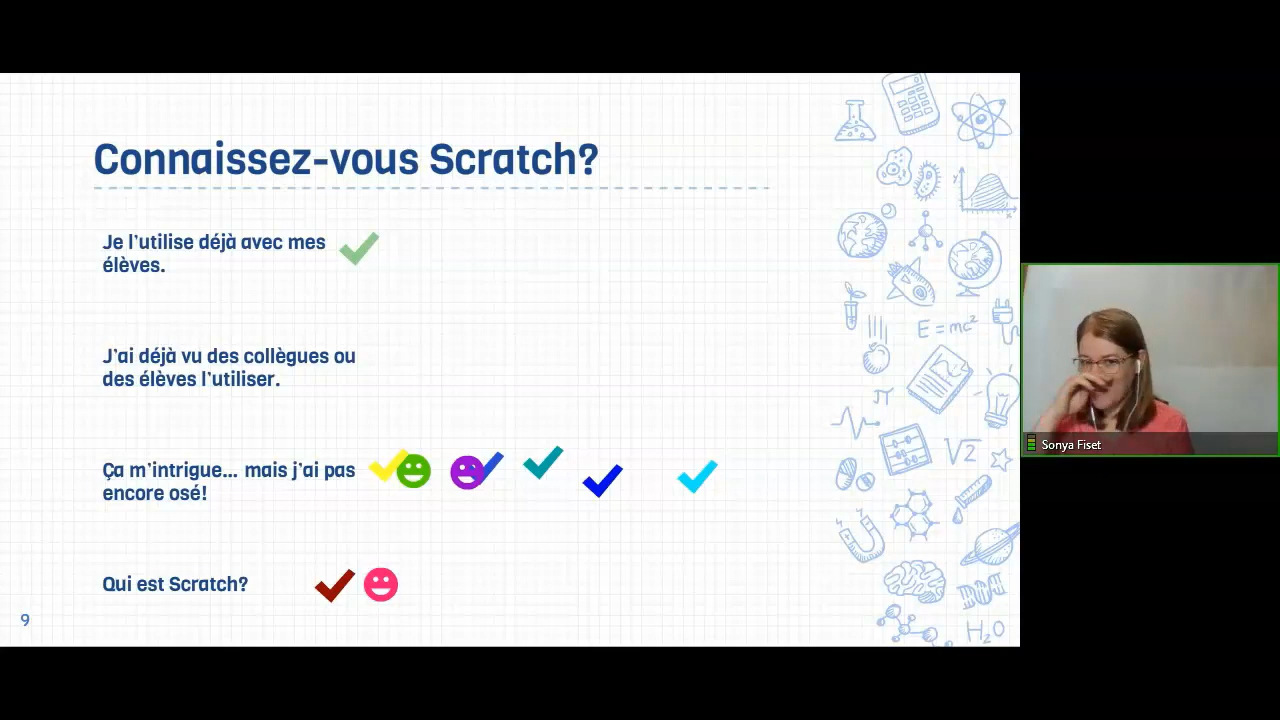 Connaissez-vous Scratch?
Je l'utilise déjà avec mes
élèves.
J'ai déjà vu des collègues ou
des élèves l'utiliser.
Ça m'intrigue... mais j'ai pas
encore osé!
Qui est Scratch?
9
E = mc²
π
√2
H₂O
y
x
Sonya Fiset